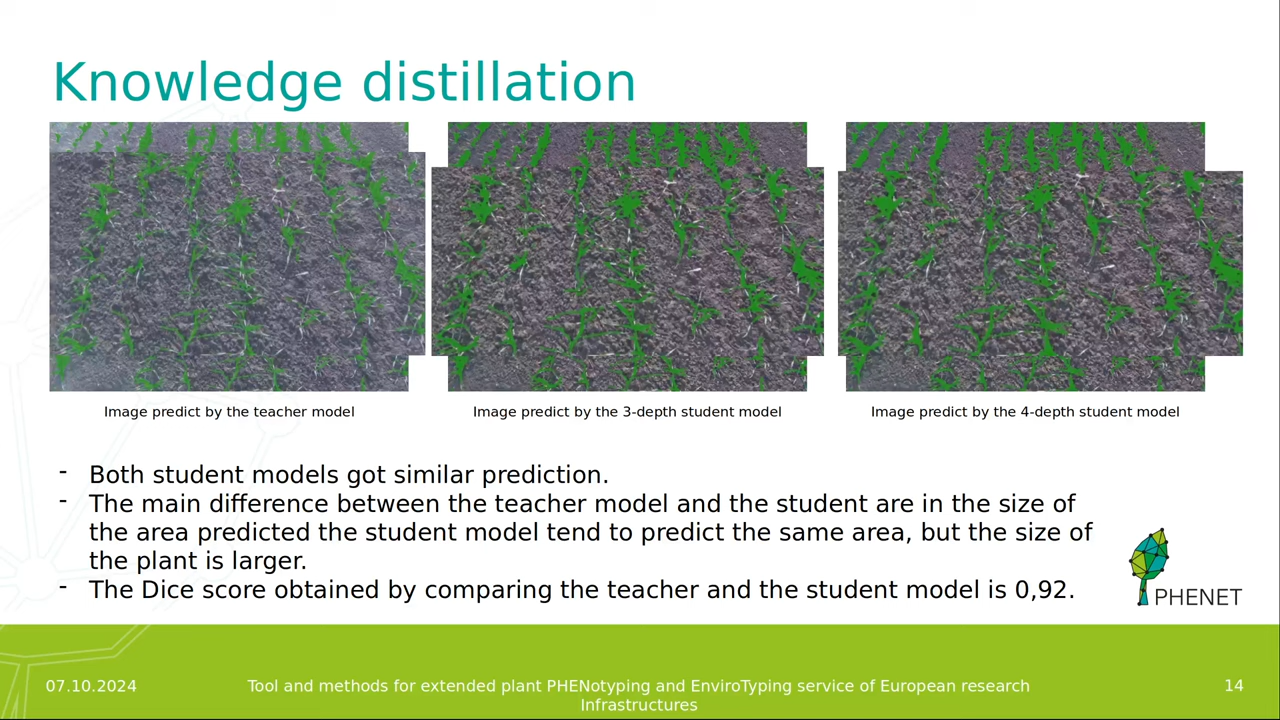 Knowledge distillation
Image predict by the teacher model
Image predict by the 3-depth student model
Image predict by the 4-depth student model
- Both student models got similar prediction.
- The main difference between the teacher model and the student are in the size of
the area predicted the student model tend to predict the same area, but the size of
the plant is larger.
- The Dice score obtained by comparing the teacher and the student model is 0,92.
PHENET
07.10.2024
Tool and methods for extended plant PHENotyping and EnviroTyping service of European research
Infrastructures
14